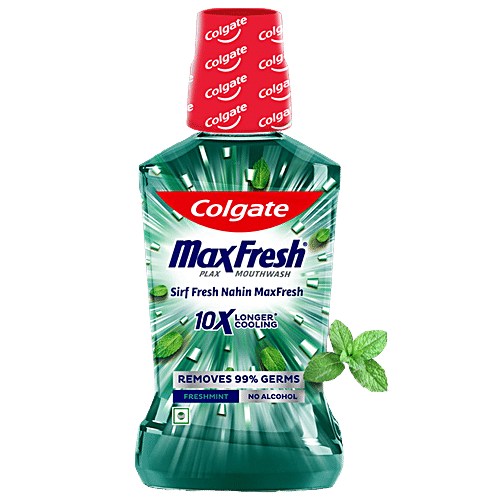 Colgate
Colgate
Colgate
Colgate
Colgate
Colgate
Colgate
Colgate
Colgate
MaxFresh®
PLAX MOUTHWASH
Sirf Fresh Nahin MaxFresh
10X LONGER*
COOLING
REMOVES 99% GERMS
FRESHMINT NO ALCOHOL